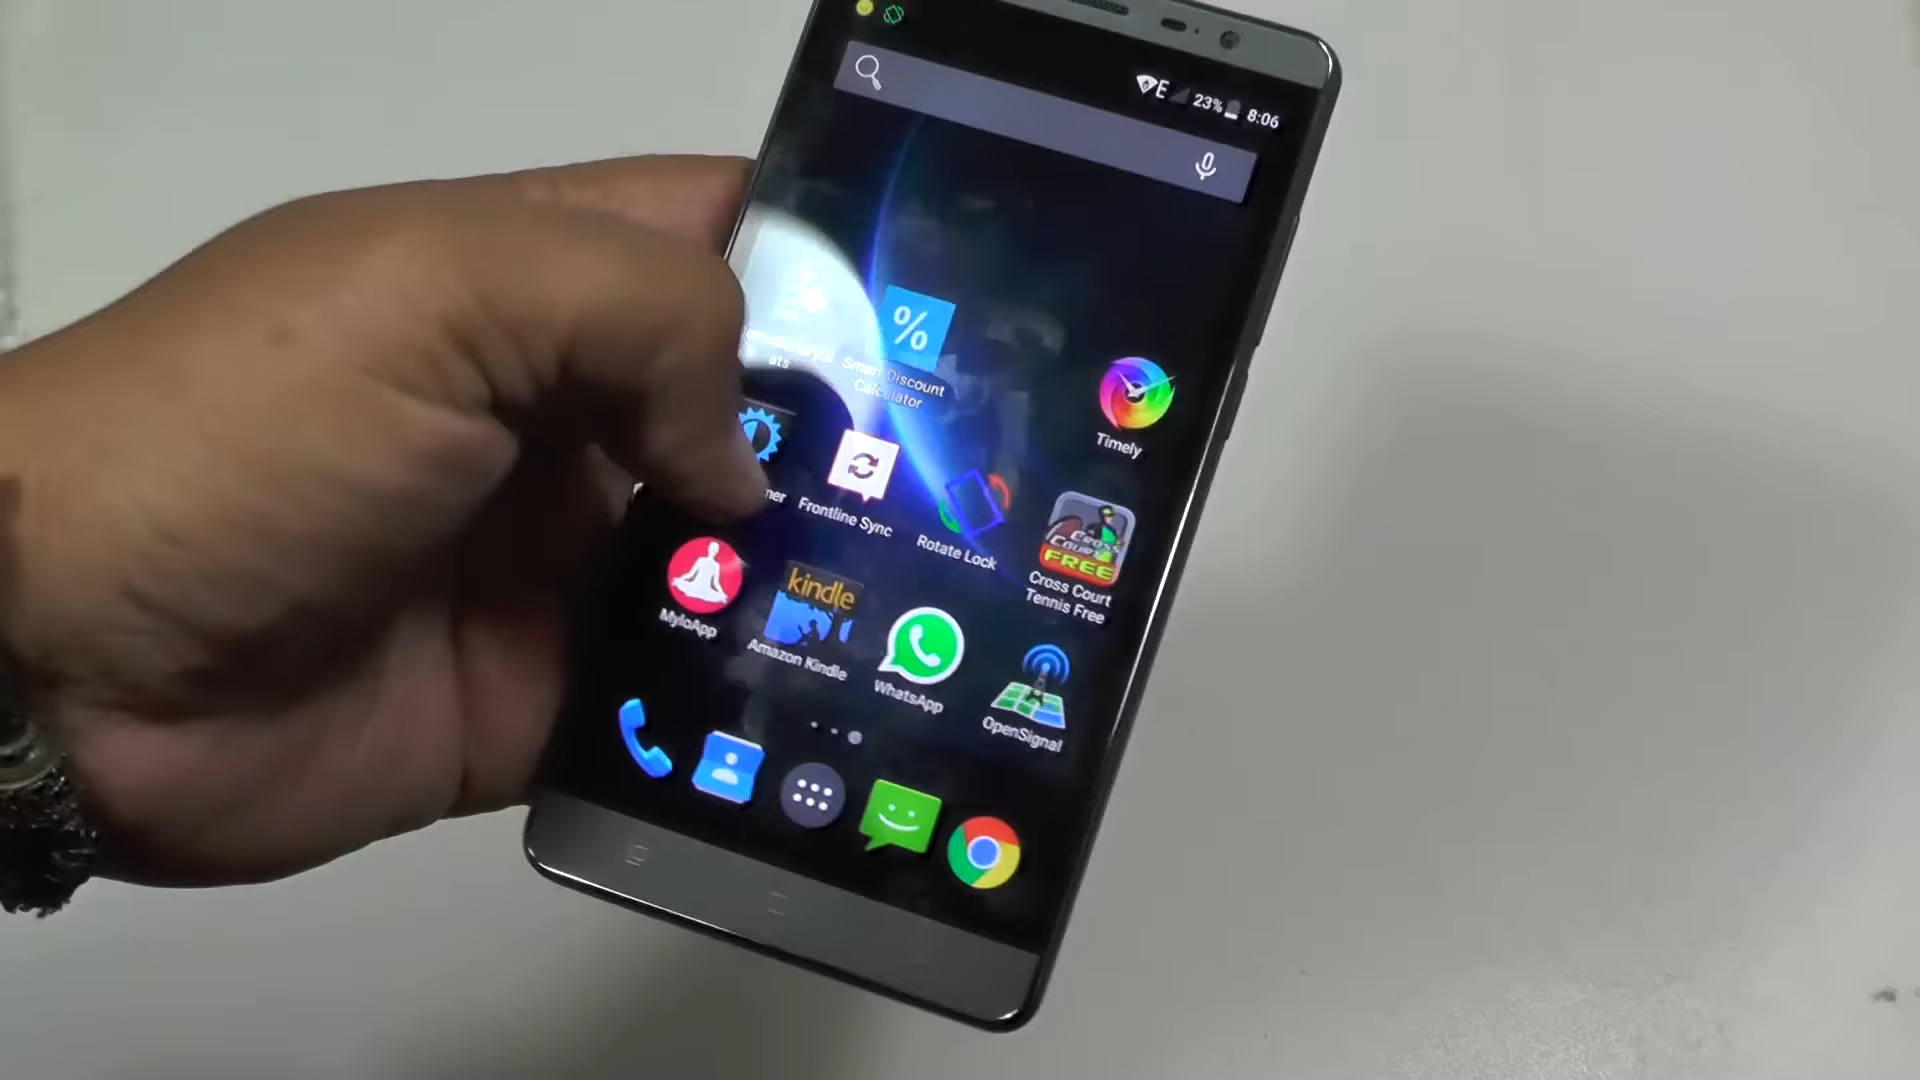 E 23% 8:06
%
ats
Smart Discount
Calculator
Timely
Frontline Sync
Rotate Lock
CROSS
COURT
FREE
Cross Court
Tennis Free
MyloApp
kindle
Amazon Kindle
WhatsApp
OpenSignal